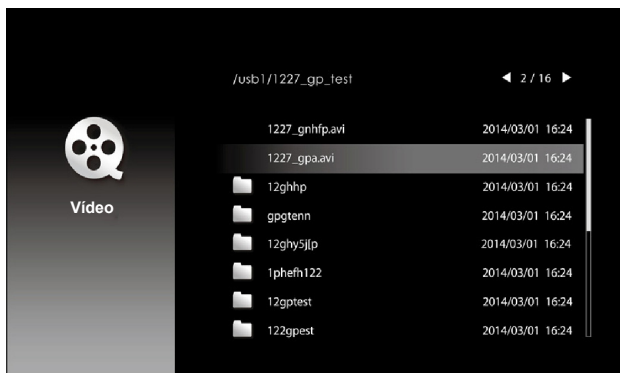 /usb1/1227_gp_test ◀ 2 / 16 ▶
1227_gnhfp.avi 2014/03/01 16:24
1227_gpa.avi 2014/03/01 16:24
12ghhp 2014/03/01 16:24
Vídeo
gpgtenn 2014/03/01 16:24
12ghy5j[p 2014/03/01 16:24
1phefh122 2014/03/01 16:24
12gptest 2014/03/01 16:24
122gpest 2014/03/01 16:24